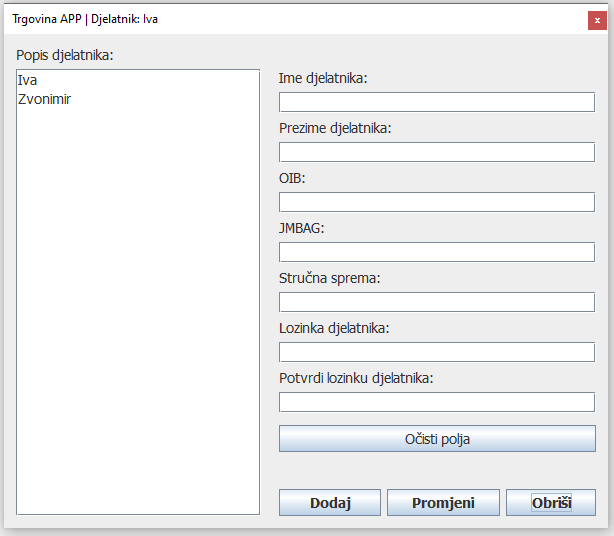 Trgovina APP | Djelatnik: Iva
x
Popis djelatnika:
Iva
Zvonimir
Ime djelatnika:
Prezime djelatnika:
OIB:
JMBAG:
Stručna sprema:
Lozinka djelatnika:
Potvrdi lozinku djelatnika:
Očisti polja
Dodaj
Promjeni
Obriši